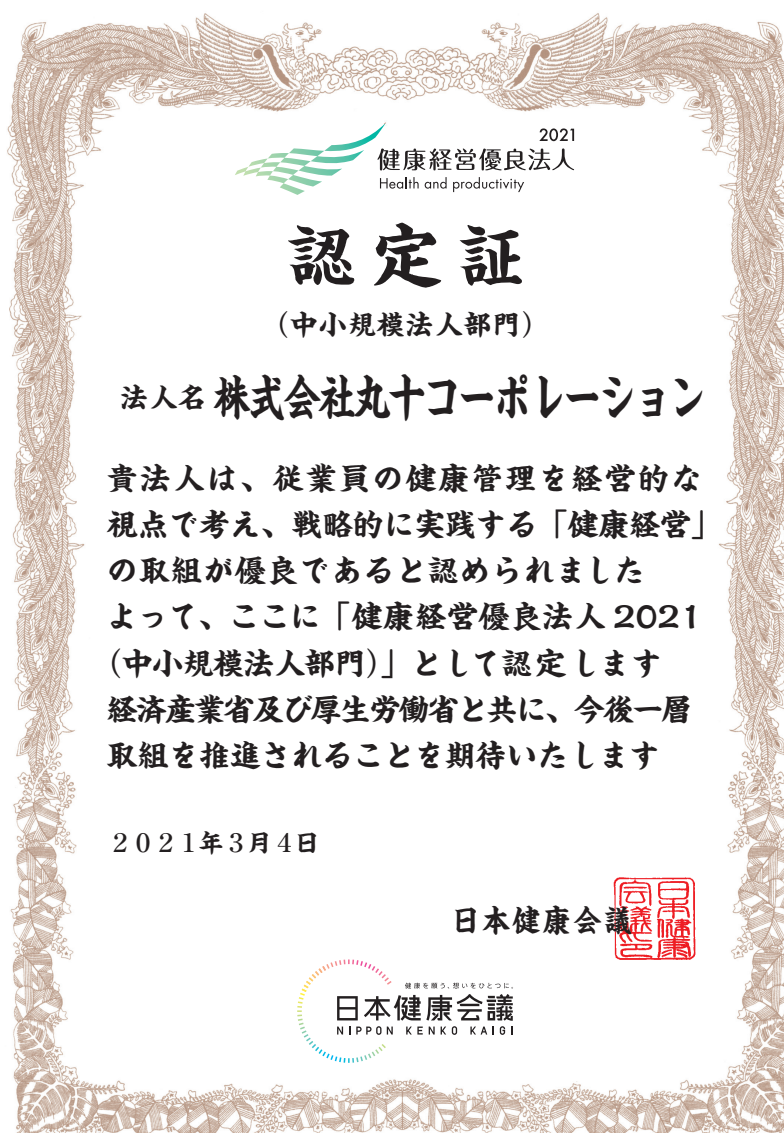 2021
健康経営優良法人
Health and productivity
認定証
(中小規模法人部門)
法人名 株式会社丸十コーポレーション
貴法人は、従業員の健康管理を経営的な
視点で考え、戦略的に実践する「健康経営」
の取組が優良であると認められました
よって、ここに「健康経営優良法人2021
(中小規模法人部門)」として認定します
経済産業省及び厚生労働省と共に、今後一層
取組を推進されることを期待いたします
2021年3月4日
日本健康会議
日本健康会議印
健康を願う、想いをひとつに。
日本健康会議
NIPPON KENKO KAIGI